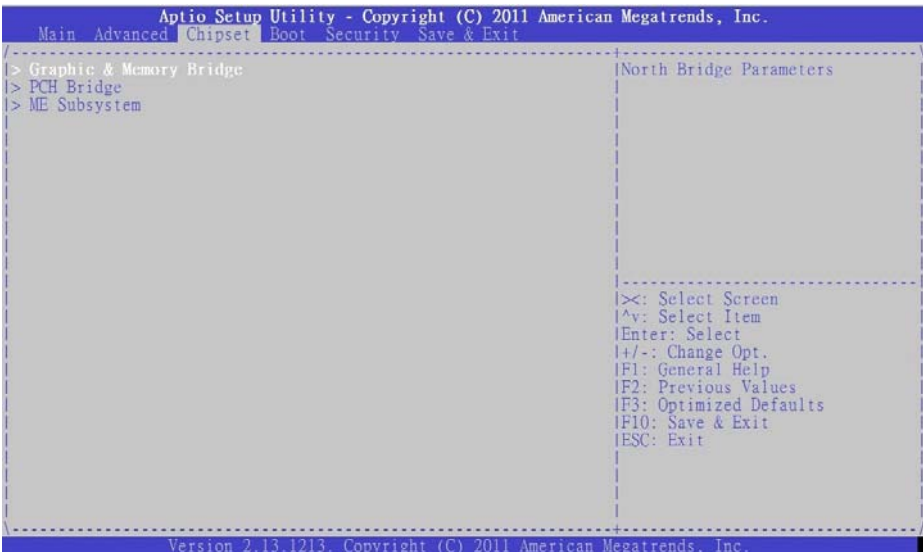 Aptio Setup Utility - Copyright (C) 2011 American Megatrends, Inc.
Main Advanced Chipset Boot Security Save & Exit
> Graphic & Memory Bridge
> PCH Bridge
> ME Subsystem
North Bridge Parameters
><: Select Screen
^v: Select Item
Enter: Select
+/-: Change Opt.
F1: General Help
F2: Previous Values
F3: Optimized Defaults
F10: Save & Exit
ESC: Exit
Version 2.13.1213. Copyright (C) 2011 American Megatrends, Inc.